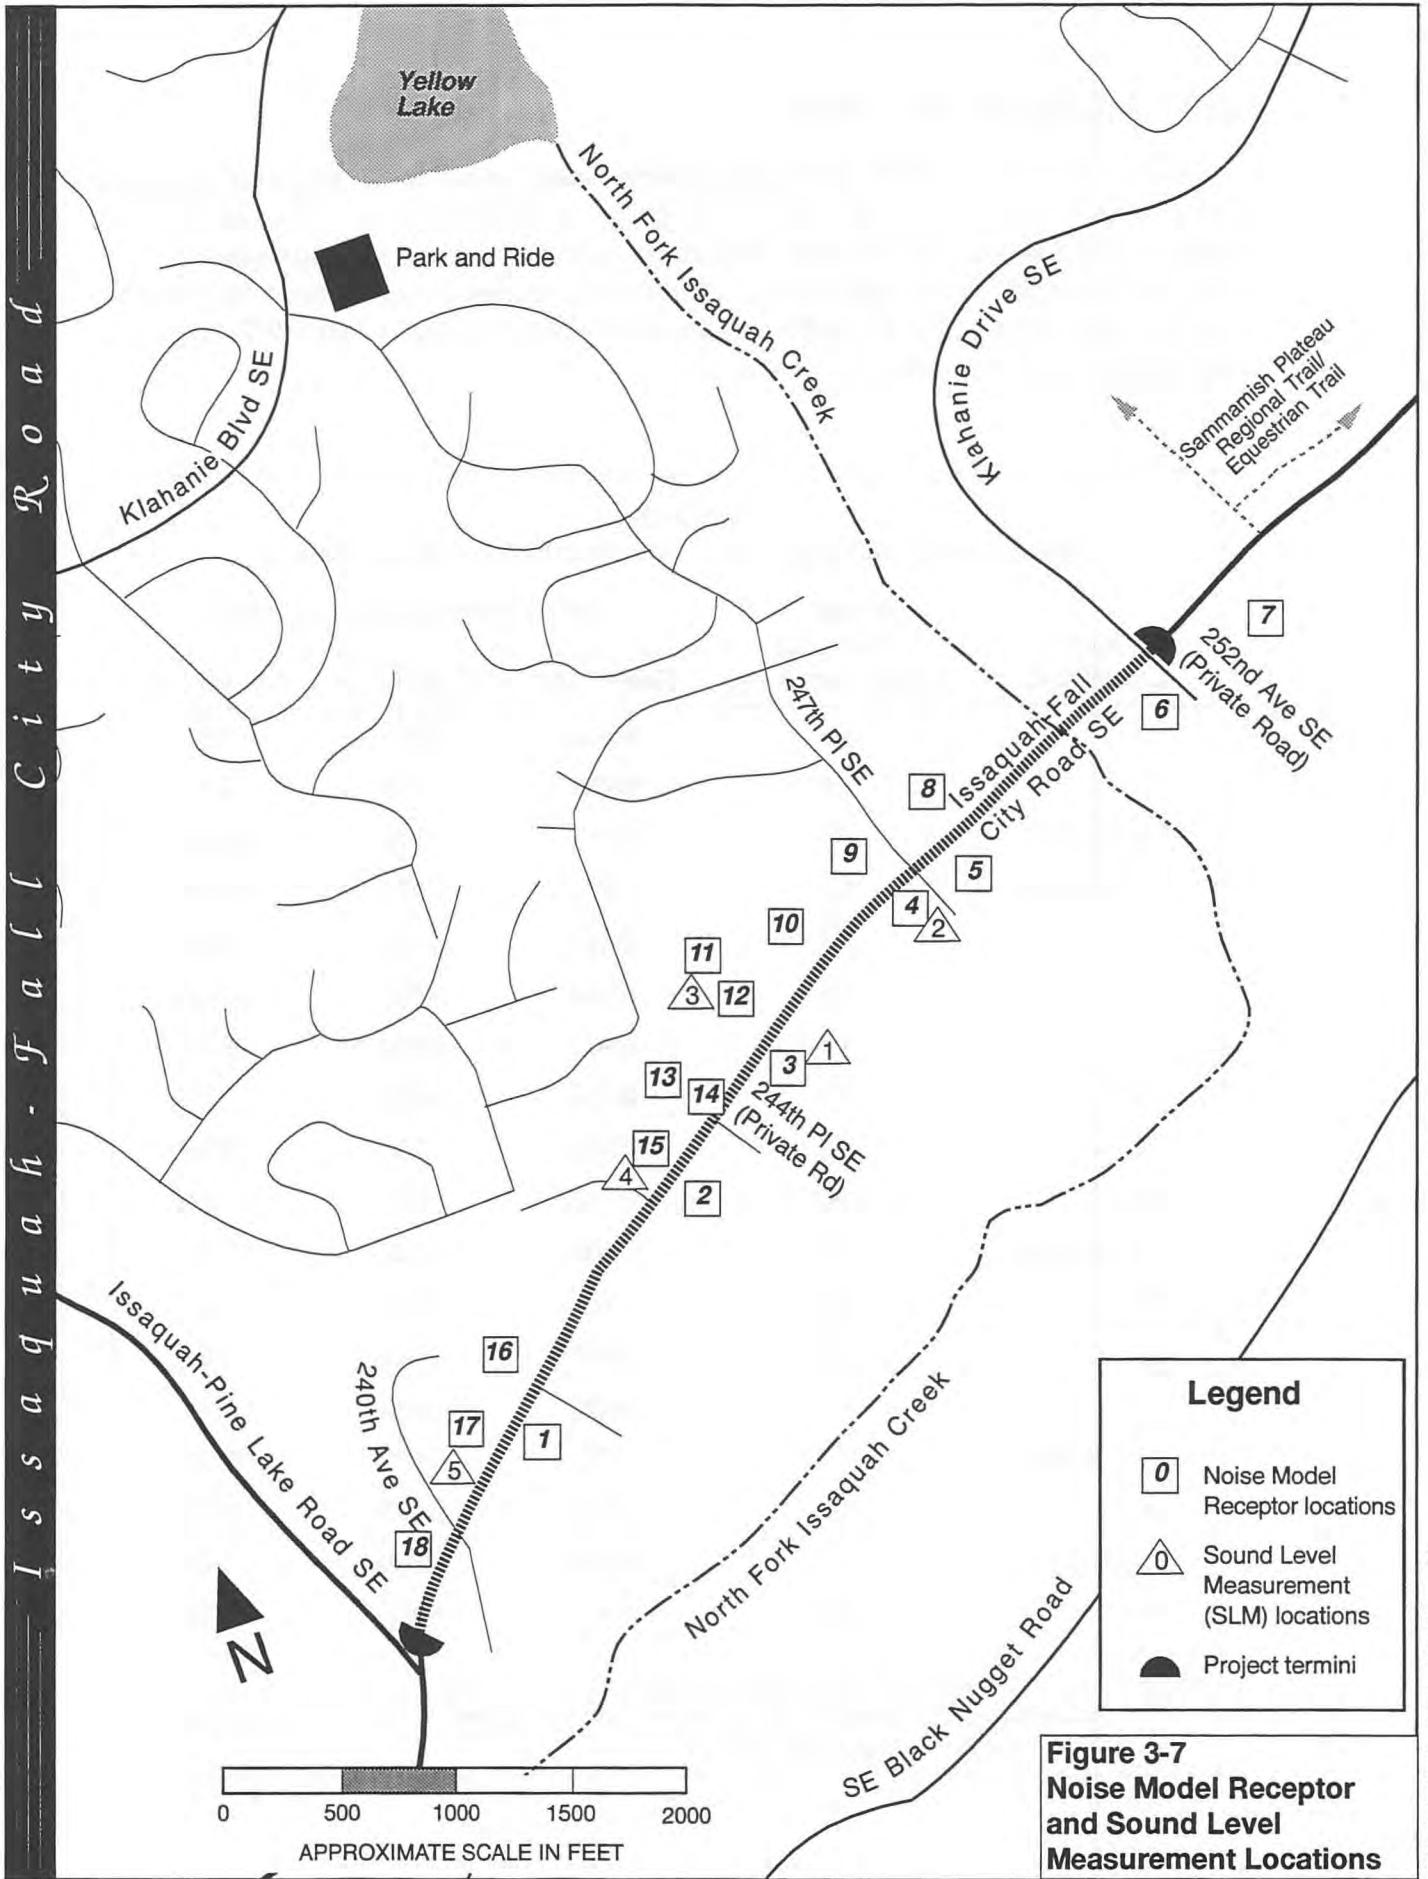 Issaquah - Fall City Road
Yellow
Lake
Park and Ride
North Fork Issaquah Creek
Klahanie Drive SE
Sammamish Plateau
Regional Trail/
Equestrian Trail
Klahanie Blvd SE
7
252nd Ave SE
(Private Road)
6
247th Pl SE
Issaquah-Fall
City Road SE
8
9
5
4
2
10
11
3
12
1
3
13
14
244th Pl SE
(Private Rd)
15
4
2
Issaquah-Pine Lake Road SE
16
240th Ave SE
17
1
5
18
North Fork Issaquah Creek
SE Black Nugget Road
N
Legend
0
Noise Model
Receptor locations
0
Sound Level
Measurement
(SLM) locations
Project termini
0
500
1000
1500
2000
APPROXIMATE SCALE IN FEET
Figure 3-7
Noise Model Receptor
and Sound Level
Measurement Locations